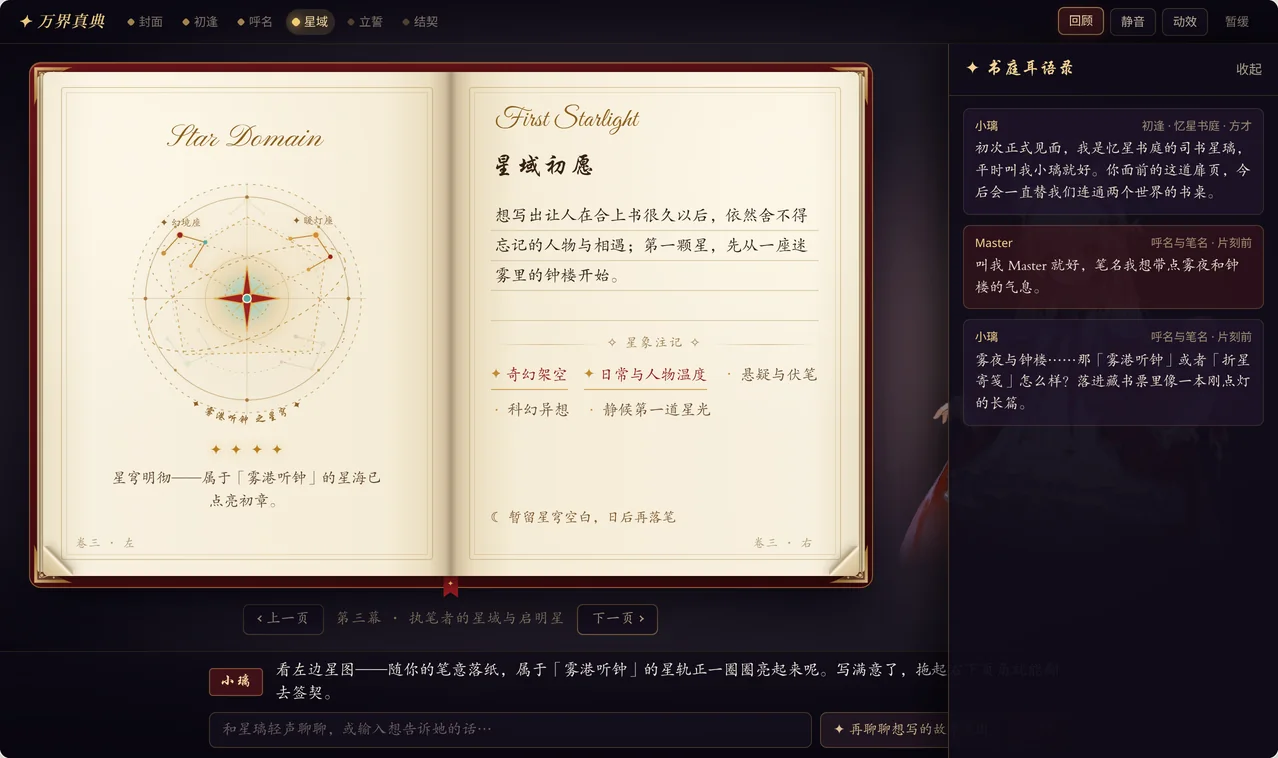 ✦ 万界真典
封面
初逢
呼名
星域
立誓
结契
回顾
静音
动效
暂缓
Star Domain
✦ 幻境座
✦ 暖灯座
✦ 雾港听钟 之星穹 ✦
✦ ✦ ✦ ✦
星穹明彻——属于「雾港听钟」的星海已
点亮初章。
卷三 · 左
First Starlight
星域初愿
想写出让人在合上书很久以后，依然舍不得
忘记的人物与相遇；第一颗星，先从一座迷
雾里的钟楼开始。
✧ 星象注记 ✧
✦ 奇幻架空 ✦ 日常与人物温度 · 悬疑与伏笔
· 科幻异想 · 静候第一道星光
☾ 暂留星穹空白，日后再落笔
卷三 · 右
‹ 上一页
第三幕 · 执笔者的星域与启明星
下一页 ›
小璃
看左边星图——随你的笔意落纸，属于「雾港听钟」的星轨正一圈圈亮起来呢。写满意了，拖起
去签契。
和星璃轻声聊聊，或输入想告诉她的话…
✦ 再聊聊想写的故
✦ 书庭耳语录
收起
小璃
初逢 · 忆星书庭 · 方才
初次正式见面，我是忆星书庭的司书星璃，
平时叫我小璃就好。你面前的这道扉页，今
后会一直替我们连通两个世界的书桌。
Master
呼名与笔名 · 片刻前
叫我 Master 就好，笔名我想带点雾夜和钟
楼的气息。
小璃
呼名与笔名 · 片刻前
雾夜与钟楼……那「雾港听钟」或者「折星
寄笺」怎么样？落进藏书票里像一本刚点灯
的长篇。